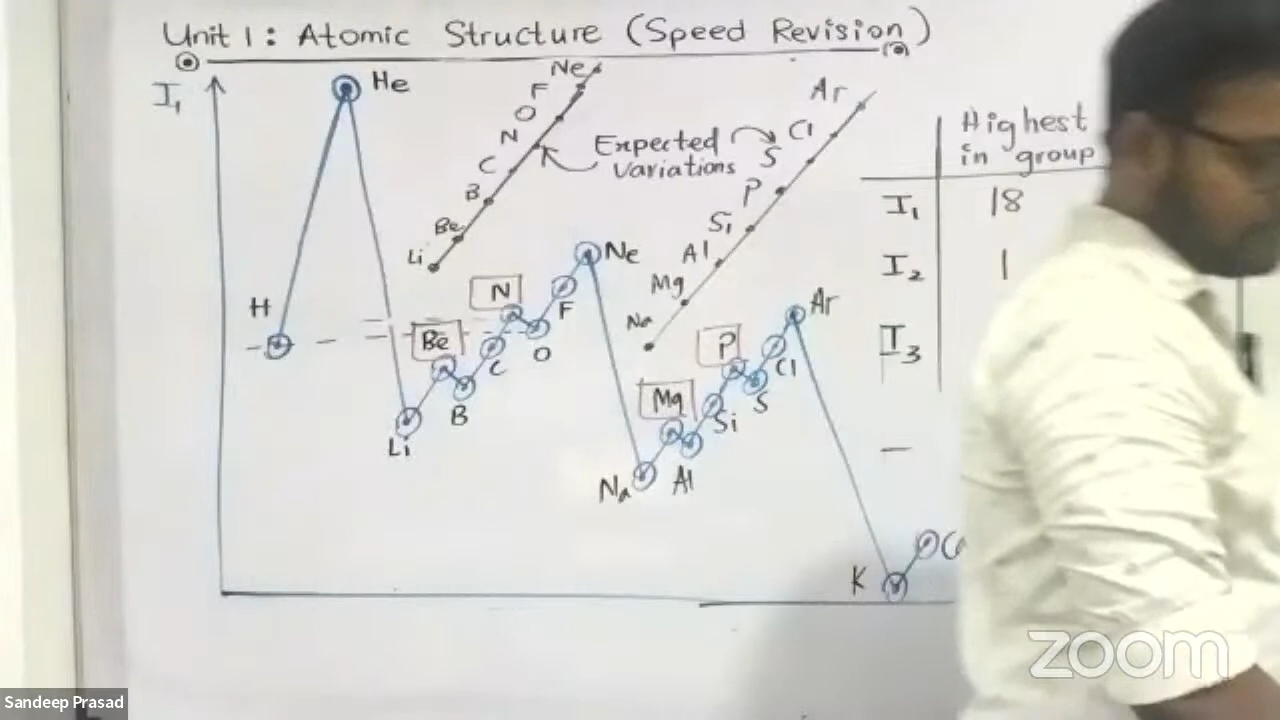 Unit 1 : Atomic Structure (Speed Revision)
I₁
He
H
Li
Be
B
C
N
O
F
Ne
Expected
Variations
Na
Mg
Al
Si
P
S
Cl
Ar
Li
Be
B
C
N
O
F
Ne
Na
Mg
Al
Si
P
S
Cl
Ar
K
Highest
in group
I₁ 18
I₂ 1
I₃
zoom
Sandeep Prasad